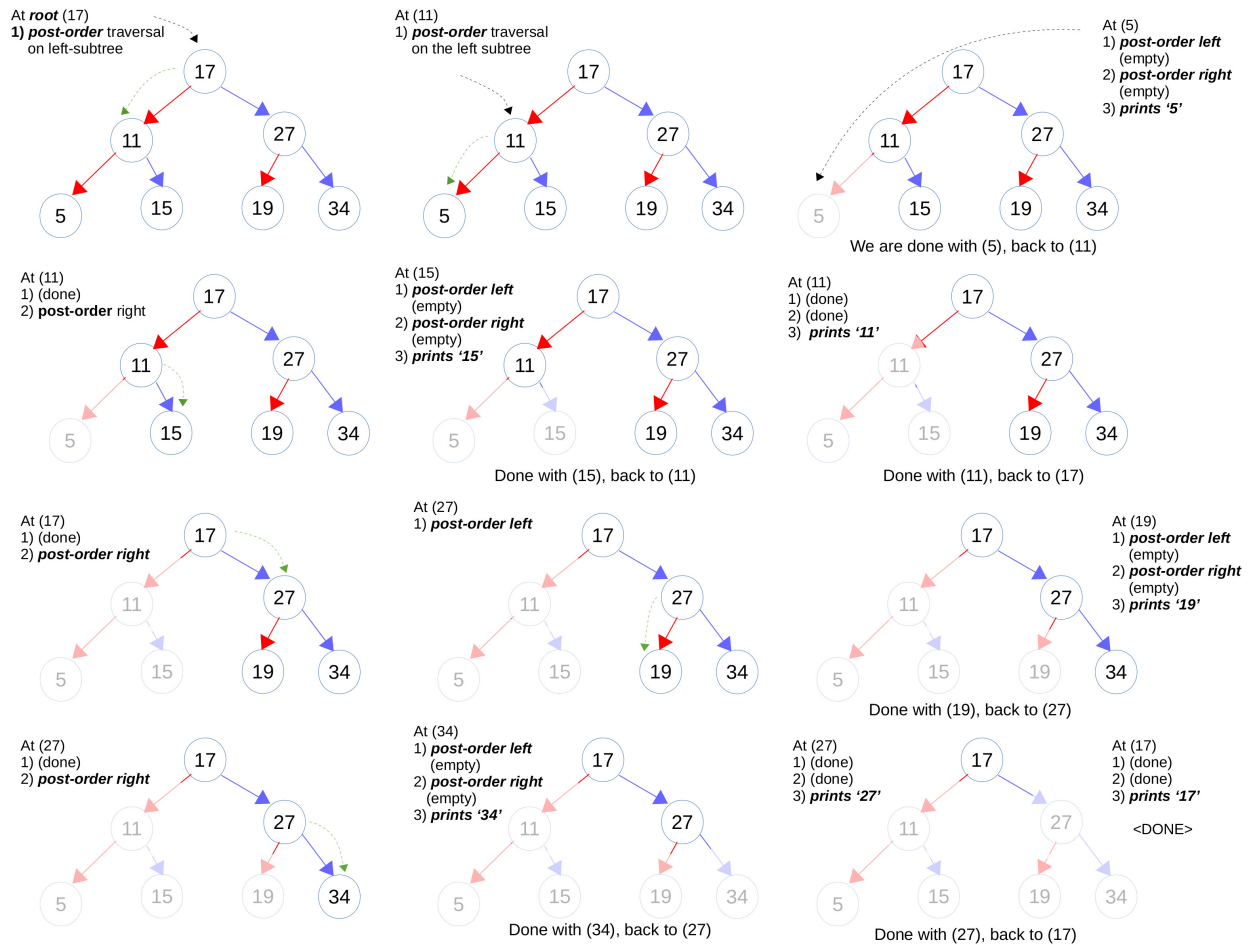 At root (17)
1) post-order traversal
on left-subtree
17
11
27
5
15
19
34
At (11)
1) post-order traversal
on the left subtree
17
11
27
5
15
19
34
At (5)
1) post-order left
(empty)
2) post-order right
(empty)
3) prints ‘5’
17
11
27
5
15
19
34
We are done with (5), back to (11)
At (11)
1) (done)
2) post-order right
17
11
27
5
15
19
34
At (15)
1) post-order left
(empty)
2) post-order right
(empty)
3) prints ‘15’
17
11
27
5
15
19
34
Done with (15), back to (11)
At (11)
1) (done)
2) (done)
3) prints ‘11’
17
11
27
5
15
19
34
Done with (11), back to (17)
At (17)
1) (done)
2) post-order right
17
11
27
5
15
19
34
At (27)
1) post-order left
17
11
27
5
15
19
34
At (19)
1) post-order left
(empty)
2) post-order right
(empty)
3) prints ‘19’
17
11
27
5
15
19
34
Done with (19), back to (27)
At (27)
1) (done)
2) post-order right
17
11
27
5
15
19
34
At (34)
1) post-order left
(empty)
2) post-order right
(empty)
3) prints ‘34’
17
11
27
5
15
19
34
Done with (34), back to (27)
At (27)
1) (done)
2) (done)
3) prints ‘27’
17
11
27
5
15
19
34
Done with (27), back to (17)
At (17)
1) (done)
2) (done)
3) prints ‘17’
<DONE>